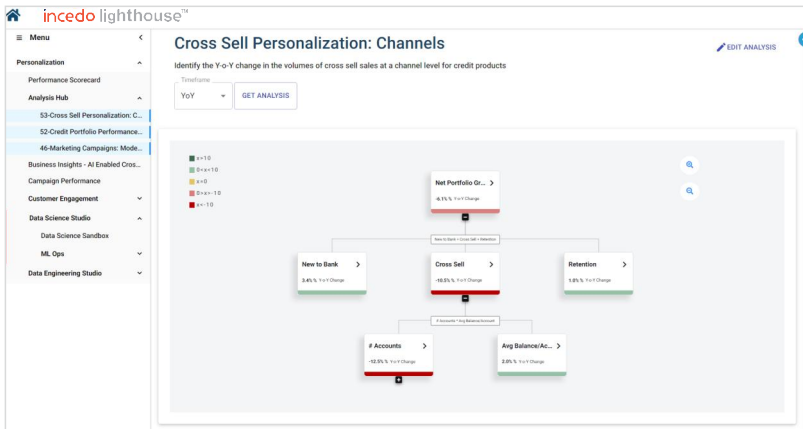 incedo lighthouse™
Menu
Personalization
Performance Scorecard
Analysis Hub
53-Cross Sell Personalization: C...
52-Credit Portfolio Performance...
46-Marketing Campaigns: Mode...
Business Insights - AI Enabled Cros...
Campaign Performance
Customer Engagement
Data Science Studio
Data Science Sandbox
ML Ops
Data Engineering Studio
Cross Sell Personalization: Channels
EDIT ANALYSIS
Identify the Y-o-Y change in the volumes of cross sell sales at a channel level for credit products
Timeframe
YoY
GET ANALYSIS
x>10
0<x<10
x=0
0>x>-10
x<-10
Net Portfolio Gr...
-6.1% % Y-o-Y Change
New to Bank + Cross Sell + Retention
New to Bank
3.4% % Y-o-Y Change
Cross Sell
-10.5% % Y-o-Y Change
Retention
1.0% % Y-o-Y Change
# Accounts * Avg Balance/Account
# Accounts
-12.5% % Y-o-Y Change
Avg Balance/Ac...
2.0% % Y-o-Y Change